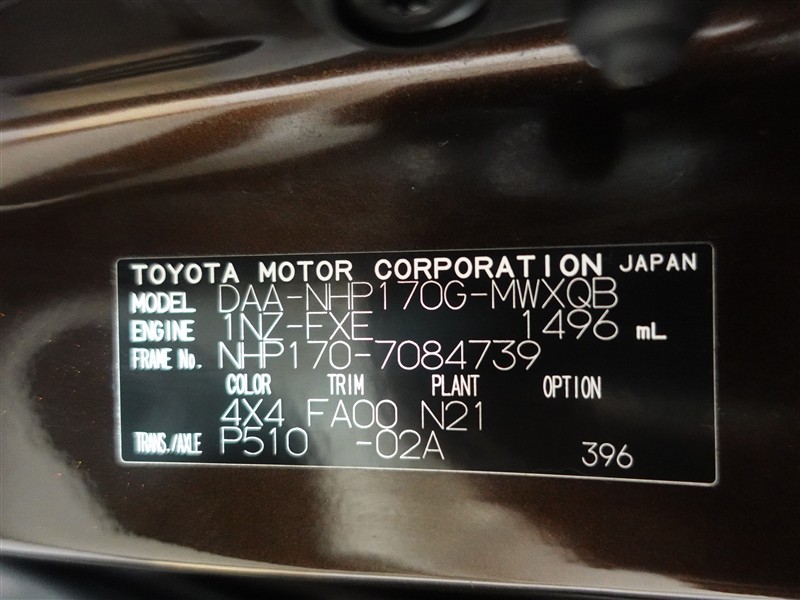 TOYOTA MOTOR CORPORATION JAPAN
MODEL DAA-NHP170G-MWXQB
ENGINE 1NZ-FXE 1496 mL
FRAME No. NHP170-7084739
COLOR TRIM PLANT OPTION
4X4 FA00 N21
TRANS./AXLE P510 -02A 396